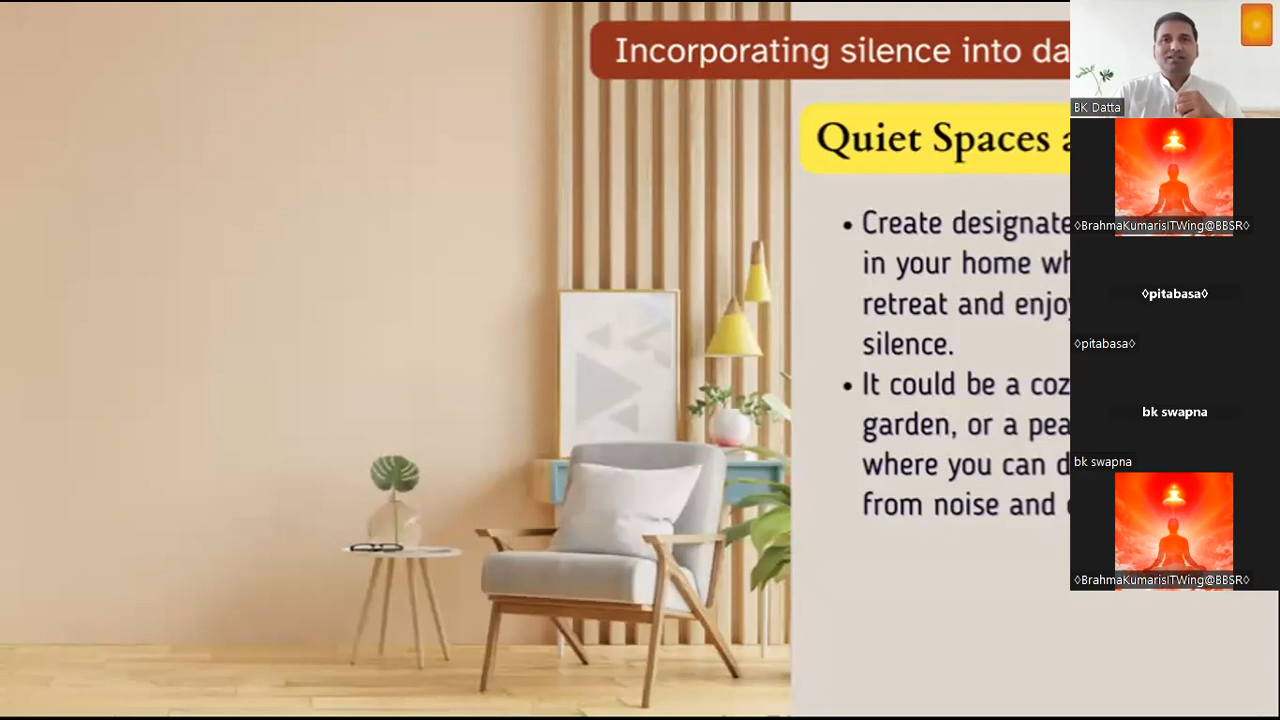 Incorporating silence into da
Quiet Spaces a
• Create designate
in your home wh
retreat and enjoy
silence.
• It could be a coz
garden, or a pea
where you can d
from noise and
BK Datta
◊BrahmaKumarisITWing@BBSR◊
◊pitabasa◊
◊pitabasa◊
bk swapna
bk swapna
◊BrahmaKumarisITWing@BBSR◊